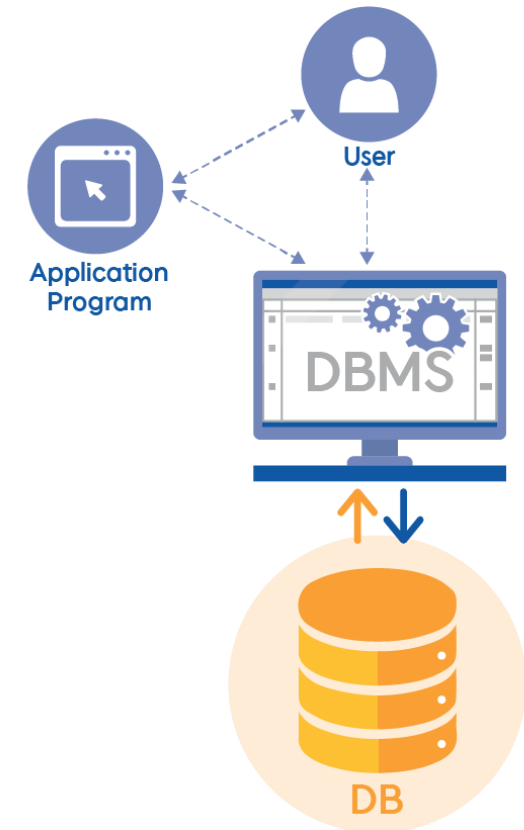 User
Application
Program
DBMS
DB